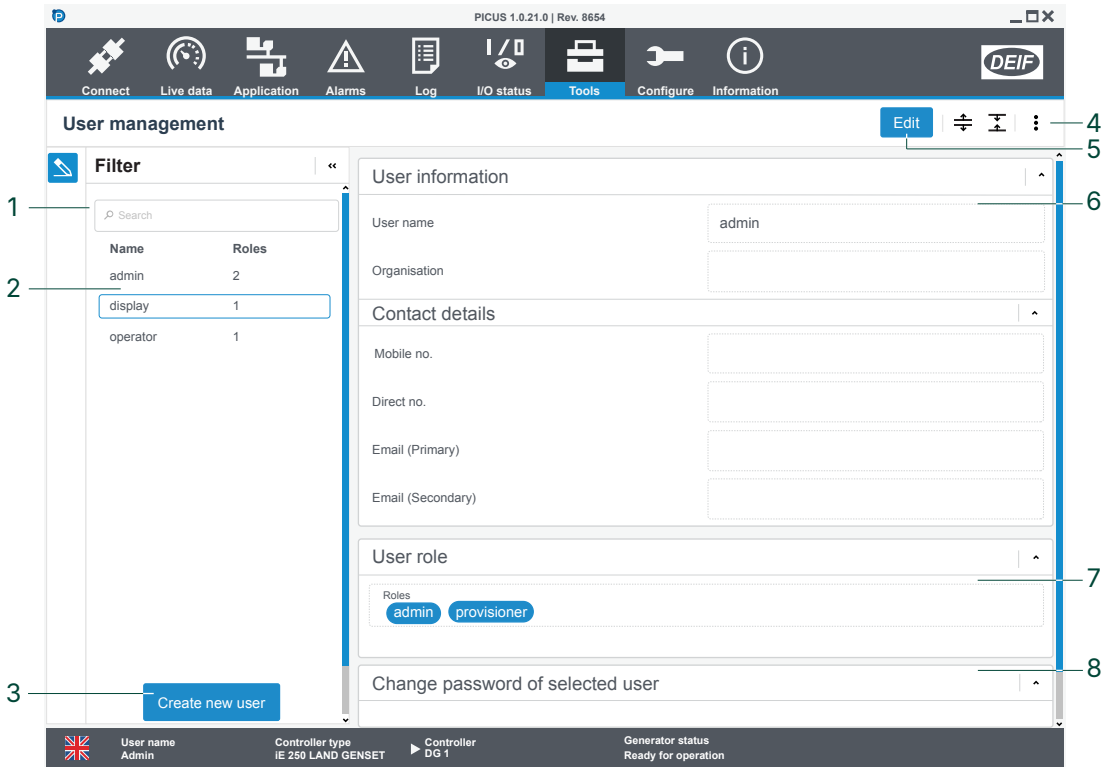 PICUS 1.0.21.0 | Rev. 8654
Connect Live data Application Alarms Log I/O status Tools Configure Information
DEIF
User management
Edit
4
5
Filter
User information
1
Search
6
User name admin
Name Roles
admin 2
Organisation
2
display 1
Contact details
operator 1
Mobile no.
Direct no.
Email (Primary)
Email (Secondary)
User role
7
Roles
admin provisioner
8
Change password of selected user
3
Create new user
User name Controller type Controller Generator status
Admin iE 250 LAND GENSET DG 1 Ready for operation